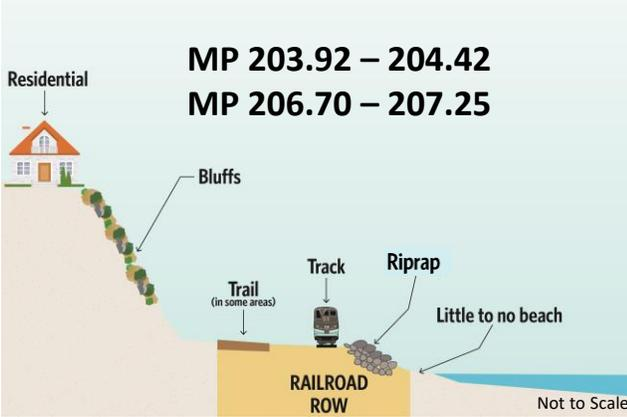 MP 203.92 – 204.42
MP 206.70 – 207.25
Residential
Bluffs
Trail
(in some areas)
Track
Riprap
Little to no beach
RAILROAD
ROW
Not to Scale